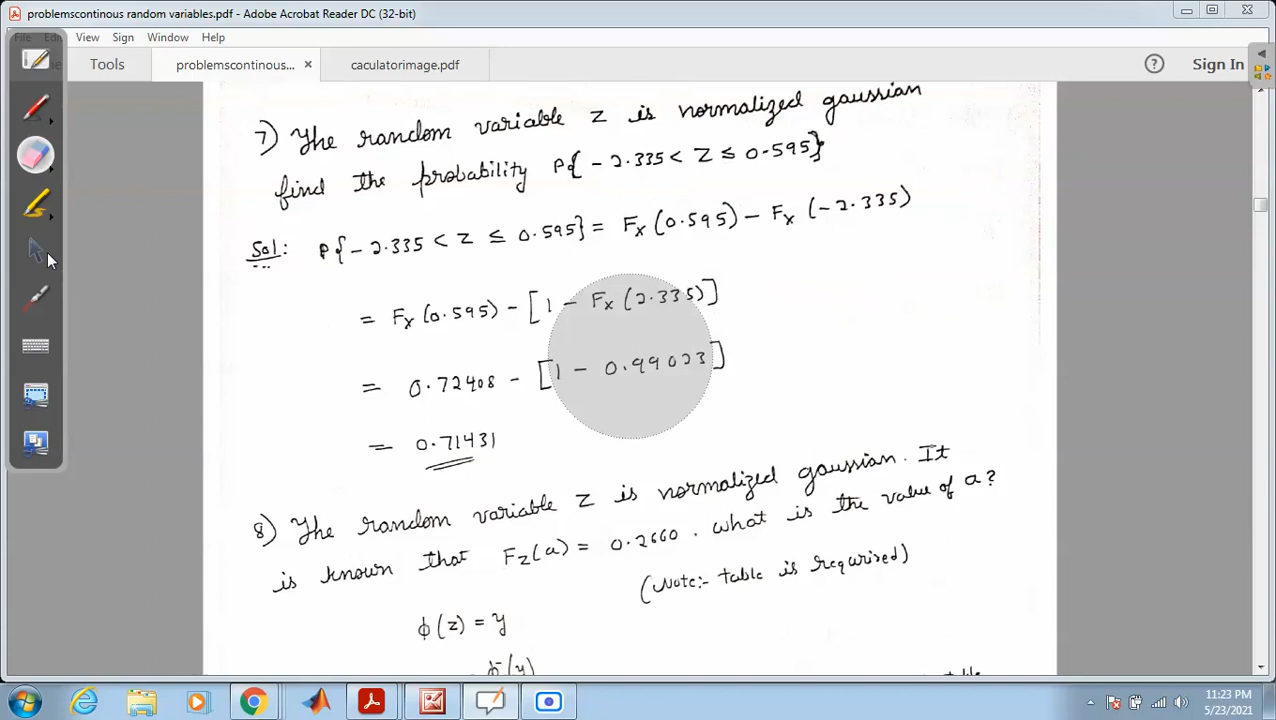 problemscontinous random variables.pdf - Adobe Acrobat Reader DC (32-bit)
File Edit View Sign Window Help
Tools problemscontinous... × caculatorimage.pdf Sign In
7) The random variable Z is normalized gaussian
find the probability P{-2.335 < Z ≤ 0.595}
Sol: P{-2.335 < Z ≤ 0.595} = Fx(0.595) - Fx(-2.335)
= Fx(0.595) - [1 - Fx(2.335)]
= 0.72408 - [1 - 0.99023]
= 0.71431
8) The random variable Z is normalized gaussian. It
is known that FZ(a) = 0.2660. what is the value of a?
(Note:- table is requrised)
ϕ(z) = y
11:23 PM
5/23/2021